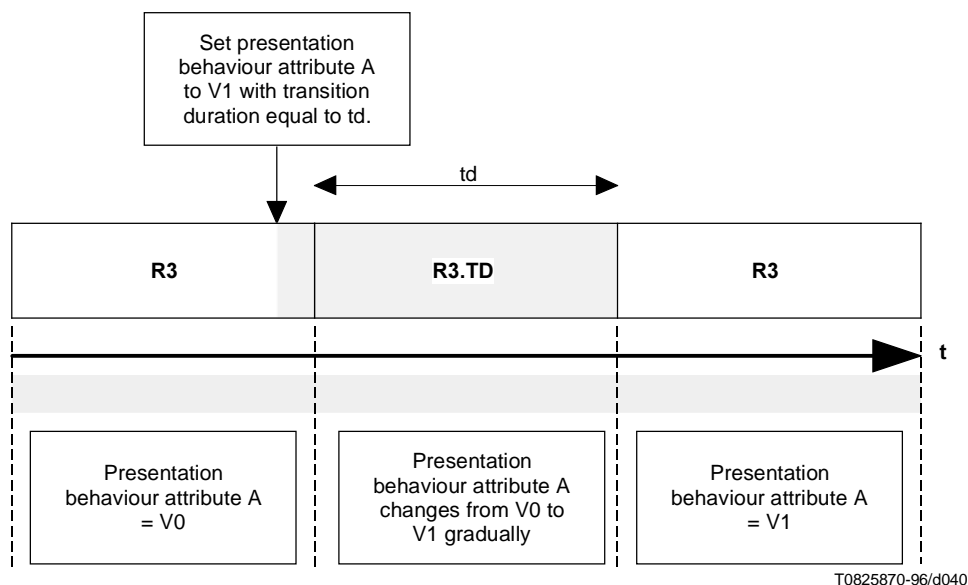 Set presentation
behaviour attribute A
to V1 with transition
duration equal to td.
td
R3
R3.TD
R3
t
Presentation
behaviour attribute A
= V0
Presentation
behaviour attribute A
changes from V0 to
V1 gradually
Presentation
behaviour attribute A
= V1
T0825870-96/d040